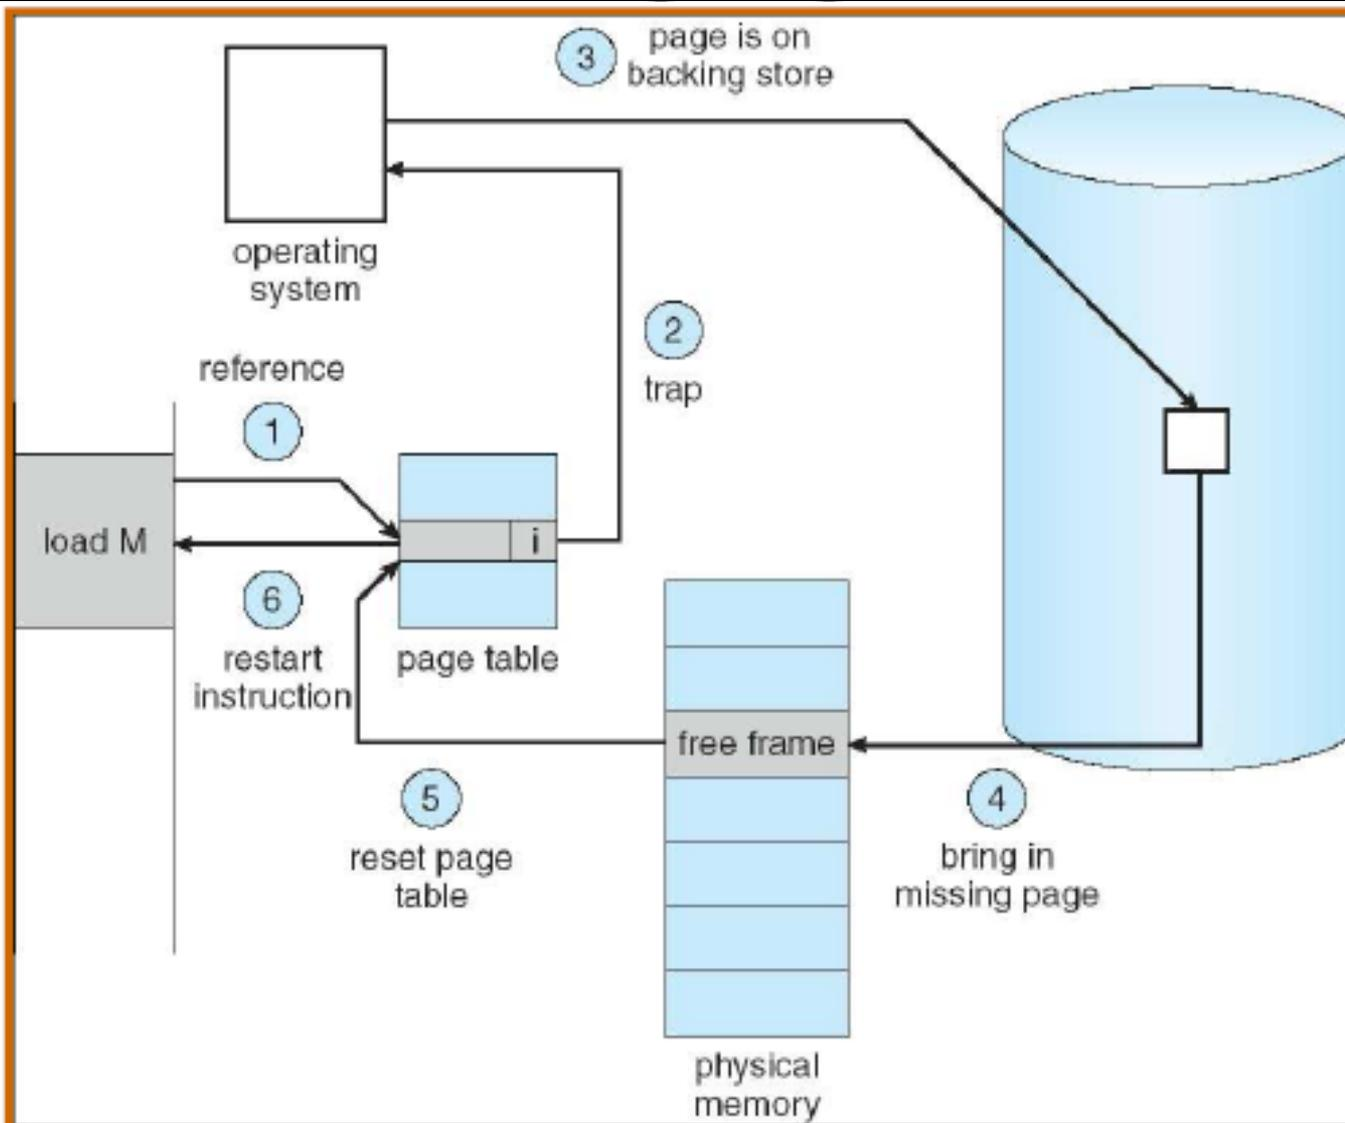 3
page is on
backing store
operating
system
2
trap
reference
1
load M
i
6
restart
instruction
page table
free frame
5
reset page
table
4
bring in
missing page
physical
memory